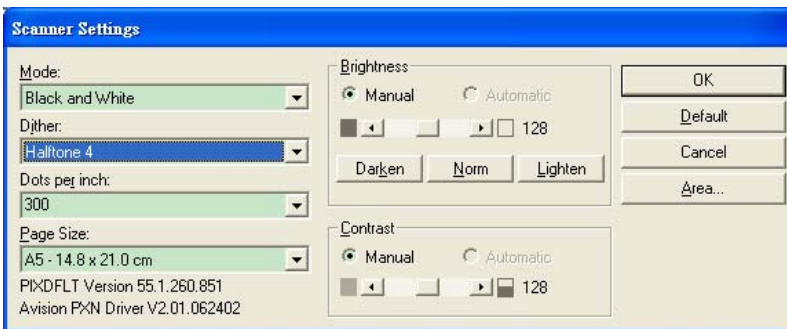 Scanner Settings
Mode:
Black and White
Dither:
Halftone 4
Dots per inch:
300
Page Size:
A5 - 14.8 x 21.0 cm
PIXDFLT Version 55.1.260.851
Avision PXN Driver V2.01.062402
Brightness
Manual Automatic
128
Darken Norm Lighten
Contrast
Manual Automatic
128
OK
Default
Cancel
Area...